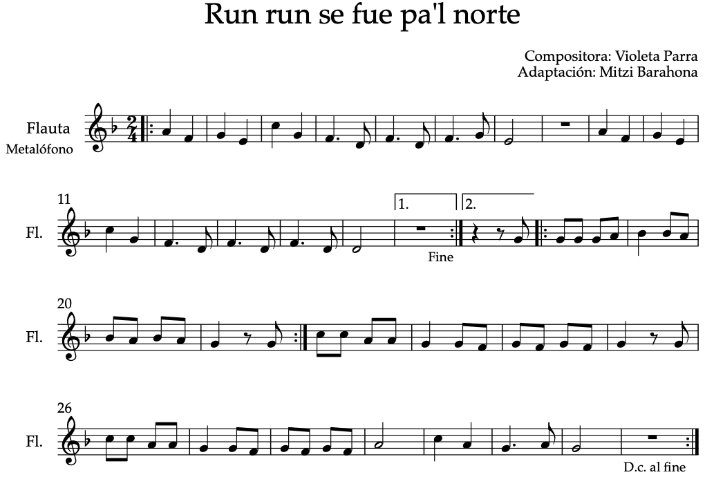 Run run se fue pa'l norte
Compositora: Violeta Parra
Adaptación: Mitzi Barahona
Flauta
Metalófono
2
4
11
1.
2.
Fl.
Fine
20
Fl.
26
Fl.
D.c. al fine